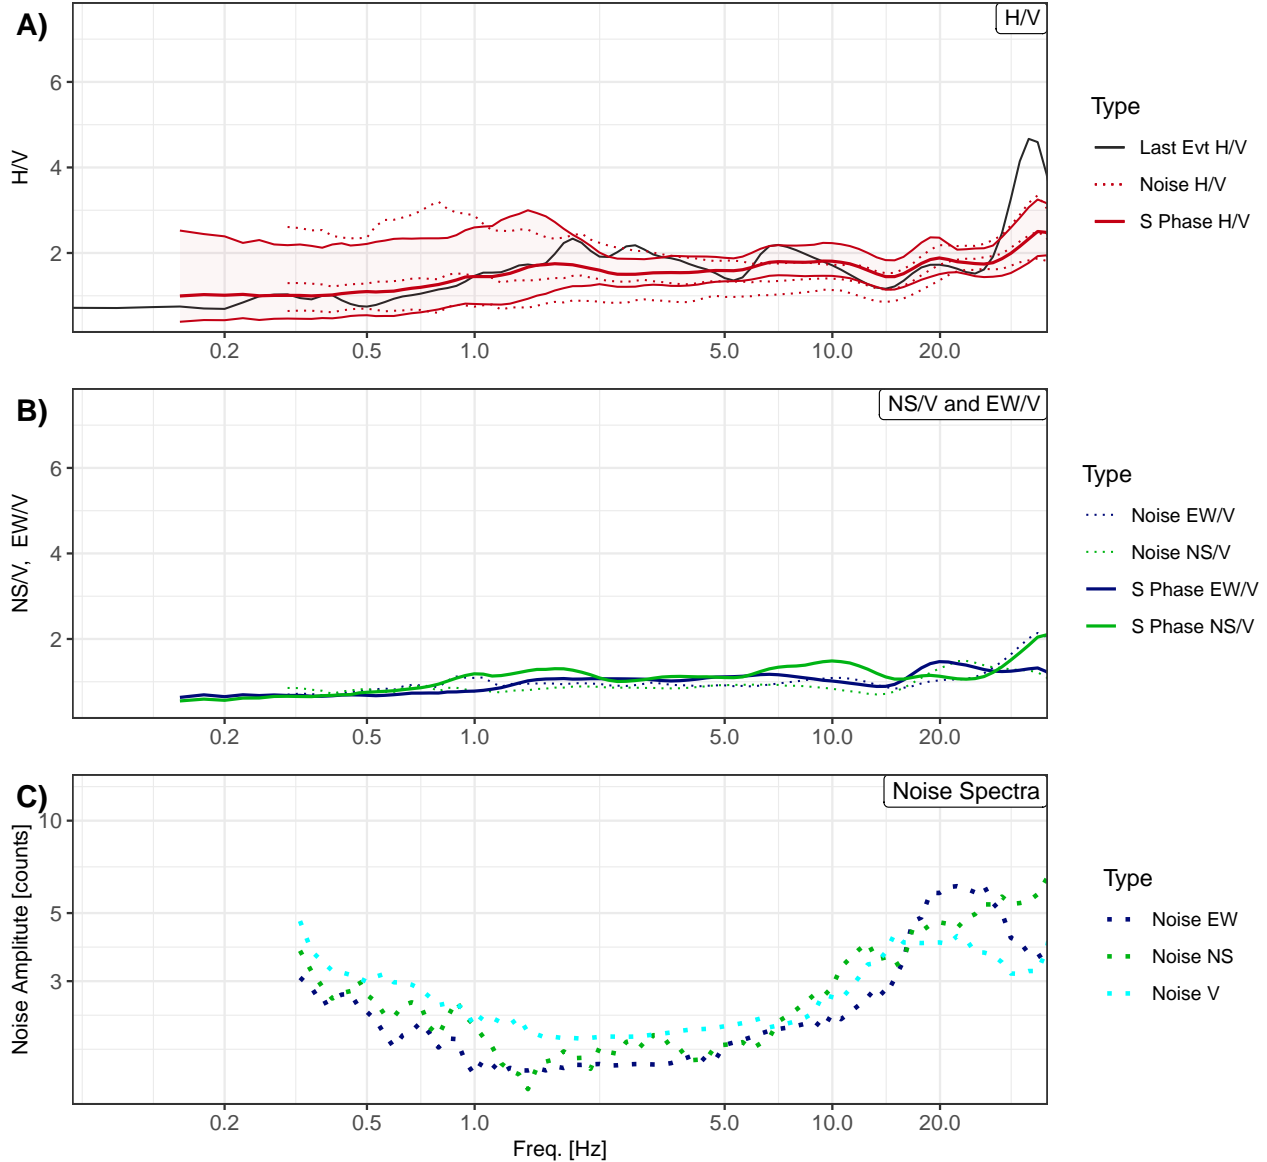 A)
H/V
6
4
2
H/V
0.2 0.5 1.0 5.0 10.0 20.0
Type
Last Evt H/V
Noise H/V
S Phase H/V
B)
NS/V and EW/V
6
4
2
NS/V, EW/V
0.2 0.5 1.0 5.0 10.0 20.0
Type
Noise EW/V
Noise NS/V
S Phase EW/V
S Phase NS/V
C)
Noise Spectra
10
5
3
Noise Amplitute [counts]
0.2 0.5 1.0 5.0 10.0 20.0
Freq. [Hz]
Type
Noise EW
Noise NS
Noise V